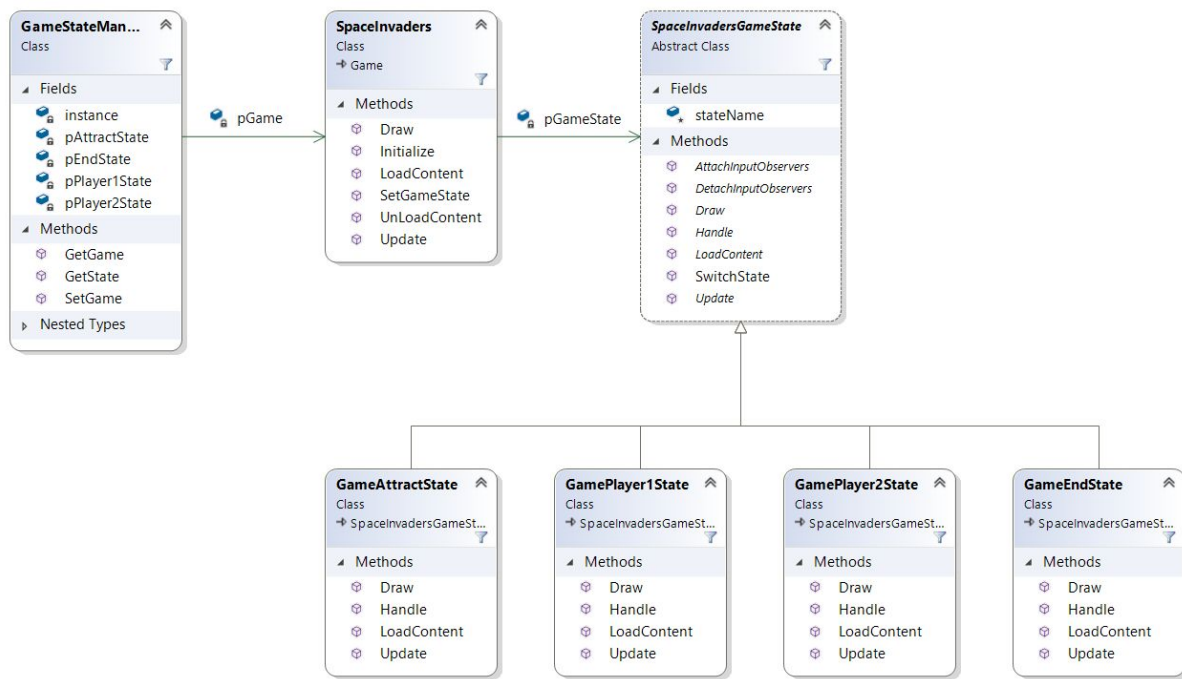 GameStateMan...
Class
Fields
instance
pAttractState
pEndState
pPlayer1State
pPlayer2State
Methods
GetGame
GetState
SetGame
Nested Types
pGame
SpaceInvaders
Class
Game
Methods
Draw
Initialize
LoadContent
SetGameState
UnLoadContent
Update
pGameState
SpaceInvadersGameState
Abstract Class
Fields
stateName
Methods
AttachInputObservers
DetachInputObservers
Draw
Handle
LoadContent
SwitchState
Update
GameAttractState
Class
SpaceInvadersGameSt...
Methods
Draw
Handle
LoadContent
Update
GamePlayer1State
Class
SpaceInvadersGameSt...
Methods
Draw
Handle
LoadContent
Update
GamePlayer2State
Class
SpaceInvadersGameSt...
Methods
Draw
Handle
LoadContent
Update
GameEndState
Class
SpaceInvadersGameSt...
Methods
Draw
Handle
LoadContent
Update